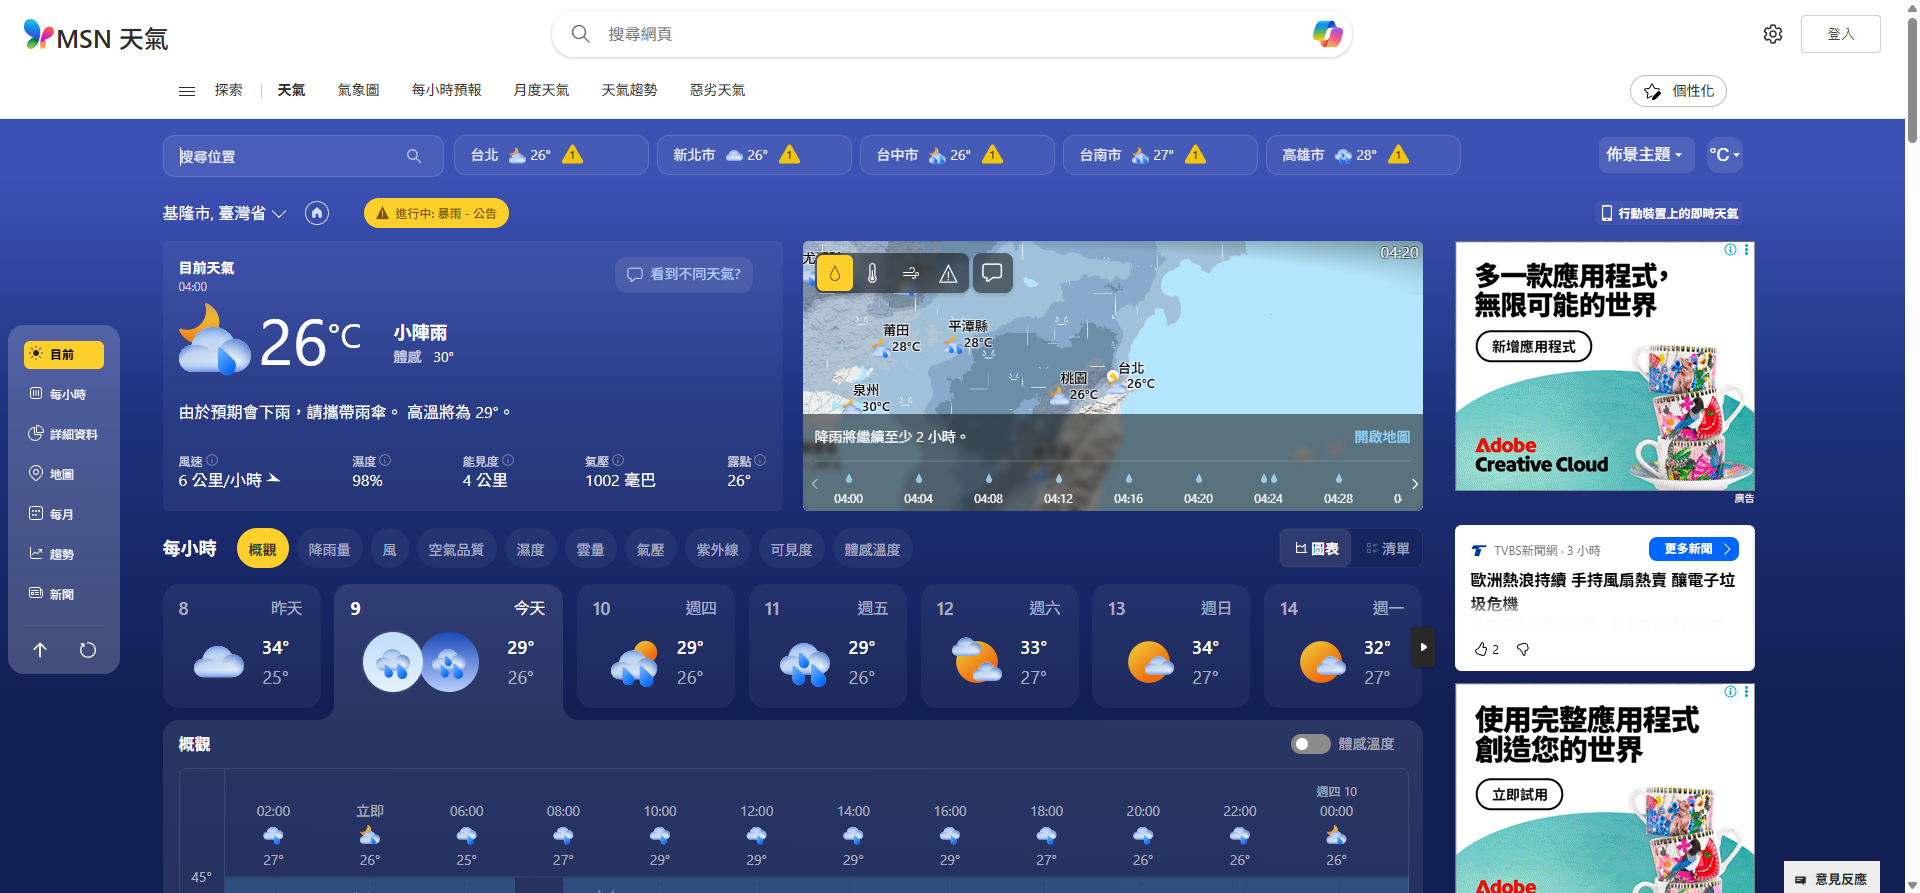 MSN 天氣
搜尋網頁
登入
探索
天氣
氣象圖
每小時預報
月度天氣
天氣趨勢
惡劣天氣
個性化
搜尋位置
台北 26° 1
新北市 26° 1
台中市 26° 1
台南市 27° 1
高雄市 28° 1
佈景主題
°C
基隆市, 臺灣省
進行中: 暴雨 - 公告
行動裝置上的即時天氣
目前天氣
04:00
看到不同天氣?
26°C
小陣雨
體感 30°
由於預期會下雨，請攜帶雨傘。 高溫將為 29°。
風速 濕度 能見度 氣壓 露點
6 公里/小時 98% 4 公里 1002 毫巴 26°
04:20
莆田
28°C
平潭縣
28°C
泉州
30°C
桃園
26°C
台北
26°C
降雨將繼續至少 2 小時。
開啟地圖
04:00 04:04 04:08 04:12 04:16 04:20 04:24 04:28
目前
每小時
詳細資料
地圖
每月
趨勢
新聞
多一款應用程式,
無限可能的世界
新增應用程式
Adobe
Creative Cloud
廣告
每小時
概觀
降雨量
風
空氣品質
濕度
雲量
氣壓
紫外線
可見度
體感溫度
圖表
清單
8 昨天
34°
25°
9 今天
29°
26°
10 週四
29°
26°
11 週五
29°
26°
12 週六
33°
27°
13 週日
34°
27°
14 週一
32°
27°
TVBS新聞網 · 3 小時
更多新聞
歐洲熱浪持續 手持風扇熱賣 釀電子垃
圾危機
2
概觀
體感溫度
週四 10
02:00 立即 06:00 08:00 10:00 12:00 14:00 16:00 18:00 20:00 22:00 00:00
27° 26° 25° 27° 29° 29° 29° 29° 27° 26° 26° 26°
45°
使用完整應用程式
創造您的世界
立即試用
Adobe
意見反應